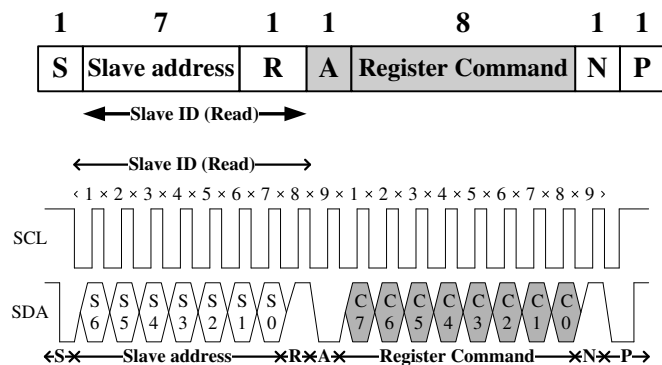 1 7 1 1 8 1 1
S Slave address R A Register Command N P
Slave ID (Read)
Slave ID (Read)
1 × 2 × 3 × 4 × 5 × 6 × 7 × 8 × 9 × 1 × 2 × 3 × 4 × 5 × 6 × 7 × 8 × 9
SCL
SDA S6 S5 S4 S3 S2 S1 S0 C7 C6 C5 C4 C3 C2 C1 C0
S Slave address R A Register Command N P